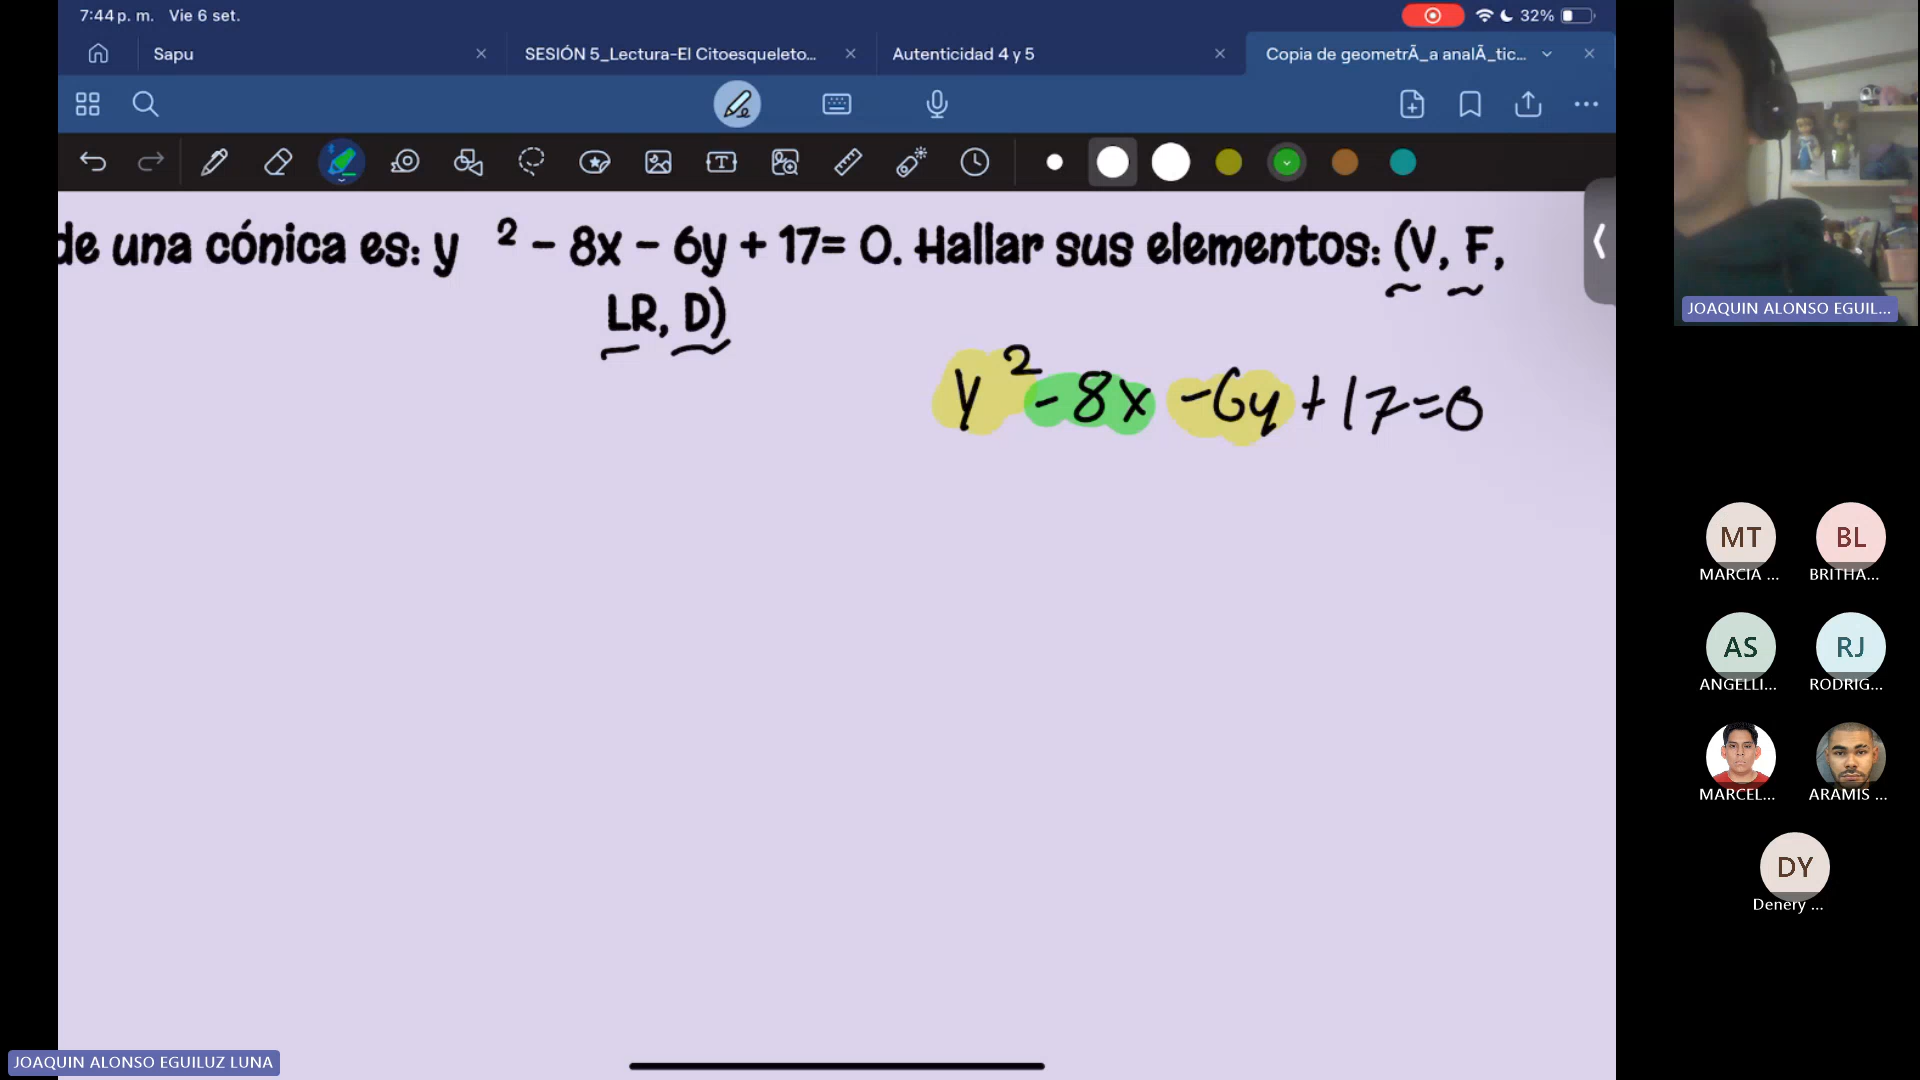 7:44 p. m. Vie 6 set.
32%
Sapu
SESIÓN 5_Lectura-El Citoesqueleto...
Autenticidad 4 y 5
Copia de geometrÃ_a analÃ_tic...
de una cónica es: y ² - 8x - 6y + 17= 0. Hallar sus elementos: (V, F,
LR, D)
y² - 8x - 6y + 17 = 0
JOAQUIN ALONSO EGUIL...
MT
BL
MARCIA ...
BRITHA...
AS
RJ
ANGELLI...
RODRIG...
MARCEL...
ARAMIS ...
DY
Denery ...
JOAQUIN ALONSO EGUILUZ LUNA